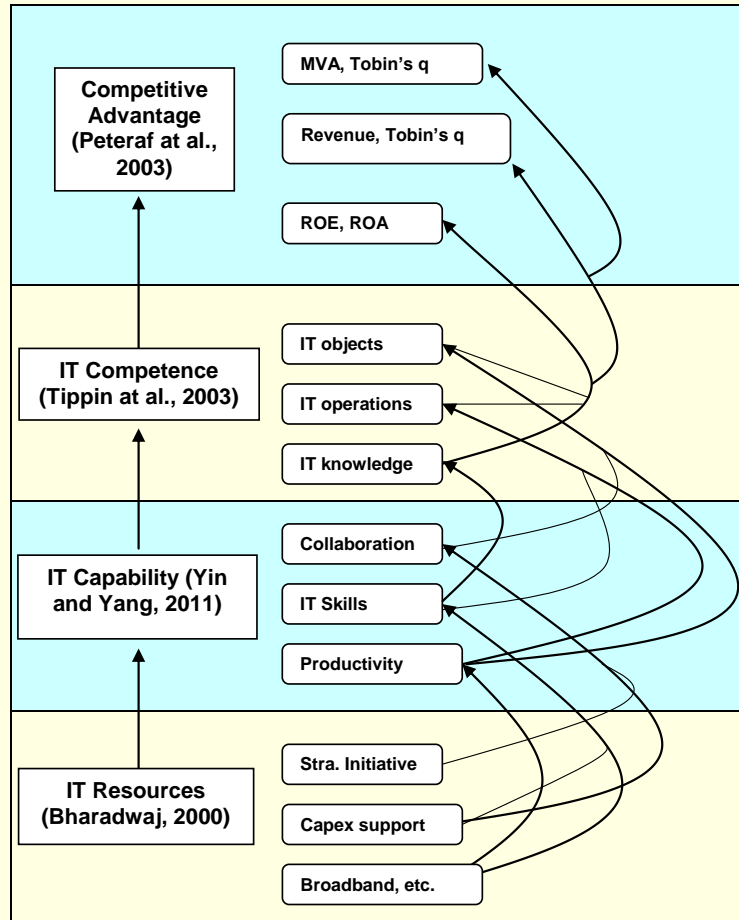 Competitive
Advantage
(Peteraf at al.,
2003)
MVA, Tobin’s q
Revenue, Tobin’s q
ROE, ROA
IT Competence
(Tippin at al., 2003)
IT objects
IT operations
IT knowledge
IT Capability (Yin
and Yang, 2011)
Collaboration
IT Skills
Productivity
IT Resources
(Bharadwaj, 2000)
Stra. Initiative
Capex support
Broadband, etc.